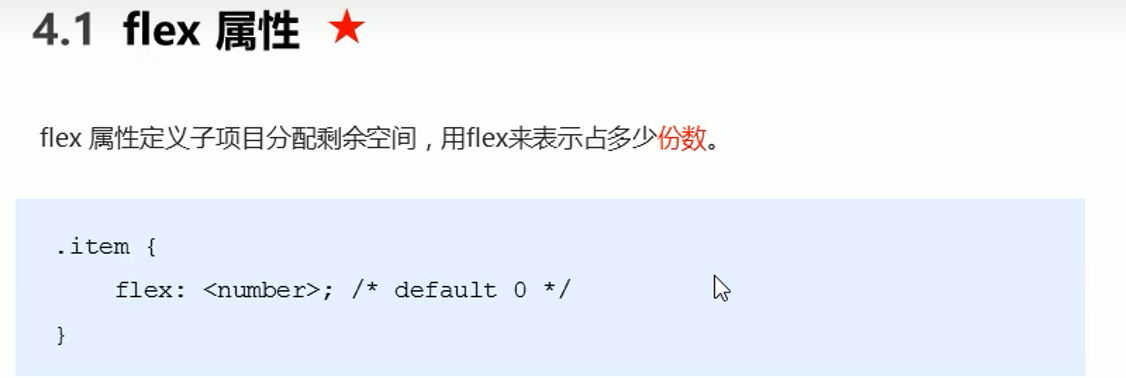 4.1 flex 属性
flex 属性定义子项目分配剩余空间，用flex来表示占多少份数。
.item {
    flex: <number>; /* default 0 */
}